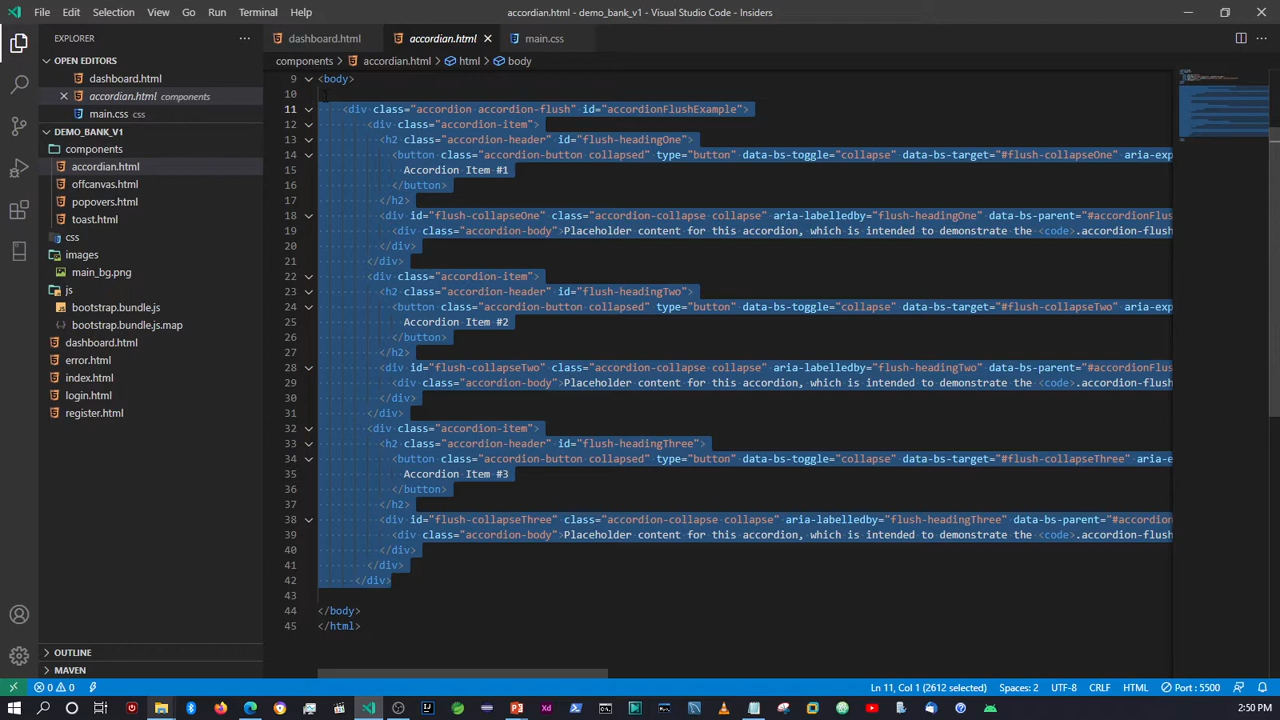 File Edit Selection View Go Run Terminal Help
accordian.html - demo_bank_v1 - Visual Studio Code - Insiders
EXPLORER
dashboard.html accordian.html main.css
OPEN EDITORS
components accordian.html html body
dashboard.html
accordian.html components
main.css css
DEMO_BANK_V1
components
accordian.html
offcanvas.html
popovers.html
toast.html
css
images
main_bg.png
js
bootstrap.bundle.js
bootstrap.bundle.js.map
dashboard.html
error.html
index.html
login.html
register.html
OUTLINE
MAVEN
9 <body>
10
11 <div class="accordion accordion-flush" id="accordionFlushExample">
12 <div class="accordion-item">
13 <h2 class="accordion-header" id="flush-headingOne">
14 <button class="accordion-button collapsed" type="button" data-bs-toggle="collapse" data-bs-target="#flush-collapseOne" aria-exp
15 Accordion Item #1
16 </button>
17 </h2>
18 <div id="flush-collapseOne" class="accordion-collapse collapse" aria-labelledby="flush-headingOne" data-bs-parent="#accordionFlus
19 <div class="accordion-body">Placeholder content for this accordion, which is intended to demonstrate the <code>.accordion-flush
20 </div>
21 </div>
22 <div class="accordion-item">
23 <h2 class="accordion-header" id="flush-headingTwo">
24 <button class="accordion-button collapsed" type="button" data-bs-toggle="collapse" data-bs-target="#flush-collapseTwo" aria-exp
25 Accordion Item #2
26 </button>
27 </h2>
28 <div id="flush-collapseTwo" class="accordion-collapse collapse" aria-labelledby="flush-headingTwo" data-bs-parent="#accordionFlus
29 <div class="accordion-body">Placeholder content for this accordion, which is intended to demonstrate the <code>.accordion-flush
30 </div>
31 </div>
32 <div class="accordion-item">
33 <h2 class="accordion-header" id="flush-headingThree">
34 <button class="accordion-button collapsed" type="button" data-bs-toggle="collapse" data-bs-target="#flush-collapseThree" aria-e
35 Accordion Item #3
36 </button>
37 </h2>
38 <div id="flush-collapseThree" class="accordion-collapse collapse" aria-labelledby="flush-headingThree" data-bs-parent="#accordion
39 <div class="accordion-body">Placeholder content for this accordion, which is intended to demonstrate the <code>.accordion-flush
40 </div>
41 </div>
42 </div>
43
44 </body>
45 </html>
0 0 Ln 11, Col 1 (2612 selected) Spaces: 2 UTF-8 CRLF HTML Port : 5500
2:50 PM